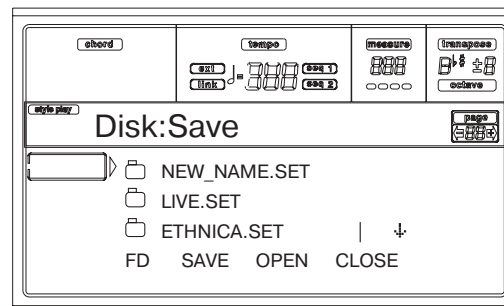 chord tempo measure transpose
ext seq 1
link seq 2
octave
style play page
Disk:Save
NEW_NAME.SET
LIVE.SET
ETHNICA.SET
FD SAVE OPEN CLOSE